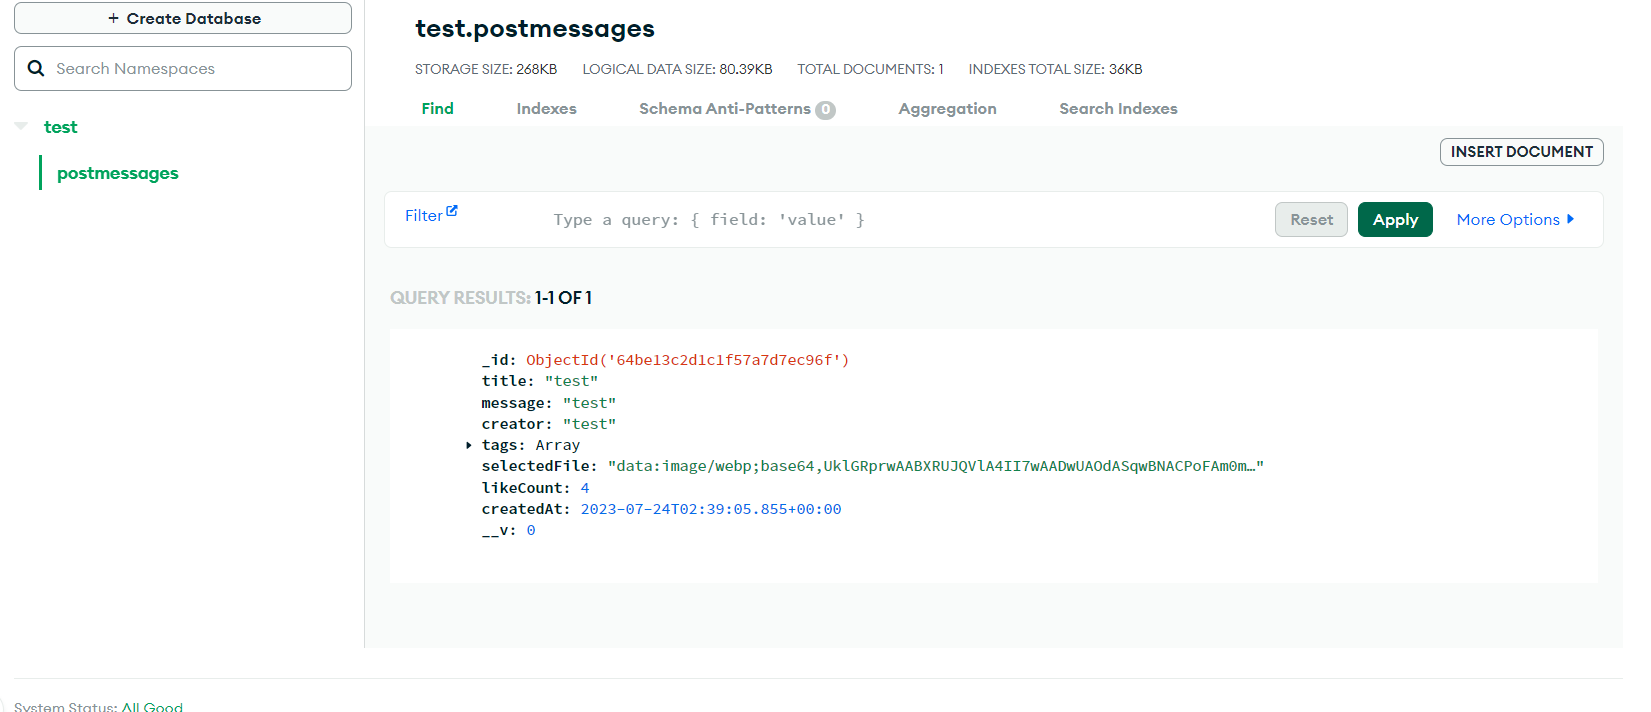 + Create Database
Search Namespaces
test
postmessages
test.postmessages
STORAGE SIZE: 268KB LOGICAL DATA SIZE: 80.39KB TOTAL DOCUMENTS: 1 INDEXES TOTAL SIZE: 36KB
Find Indexes Schema Anti-Patterns 0 Aggregation Search Indexes
INSERT DOCUMENT
Filter Type a query: { field: 'value' } Reset Apply More Options
QUERY RESULTS: 1-1 OF 1
_id: ObjectId('64be13c2d1c1f57a7d7ec96f')
title: "test"
message: "test"
creator: "test"
tags: Array
selectedFile: "data:image/webp;base64,UklGRprwAABXRUJQVlA4II7wAADwUAOdASqwBNACPoFAm0m…"
likeCount: 4
createdAt: 2023-07-24T02:39:05.855+00:00
__v: 0
System Status: All Good